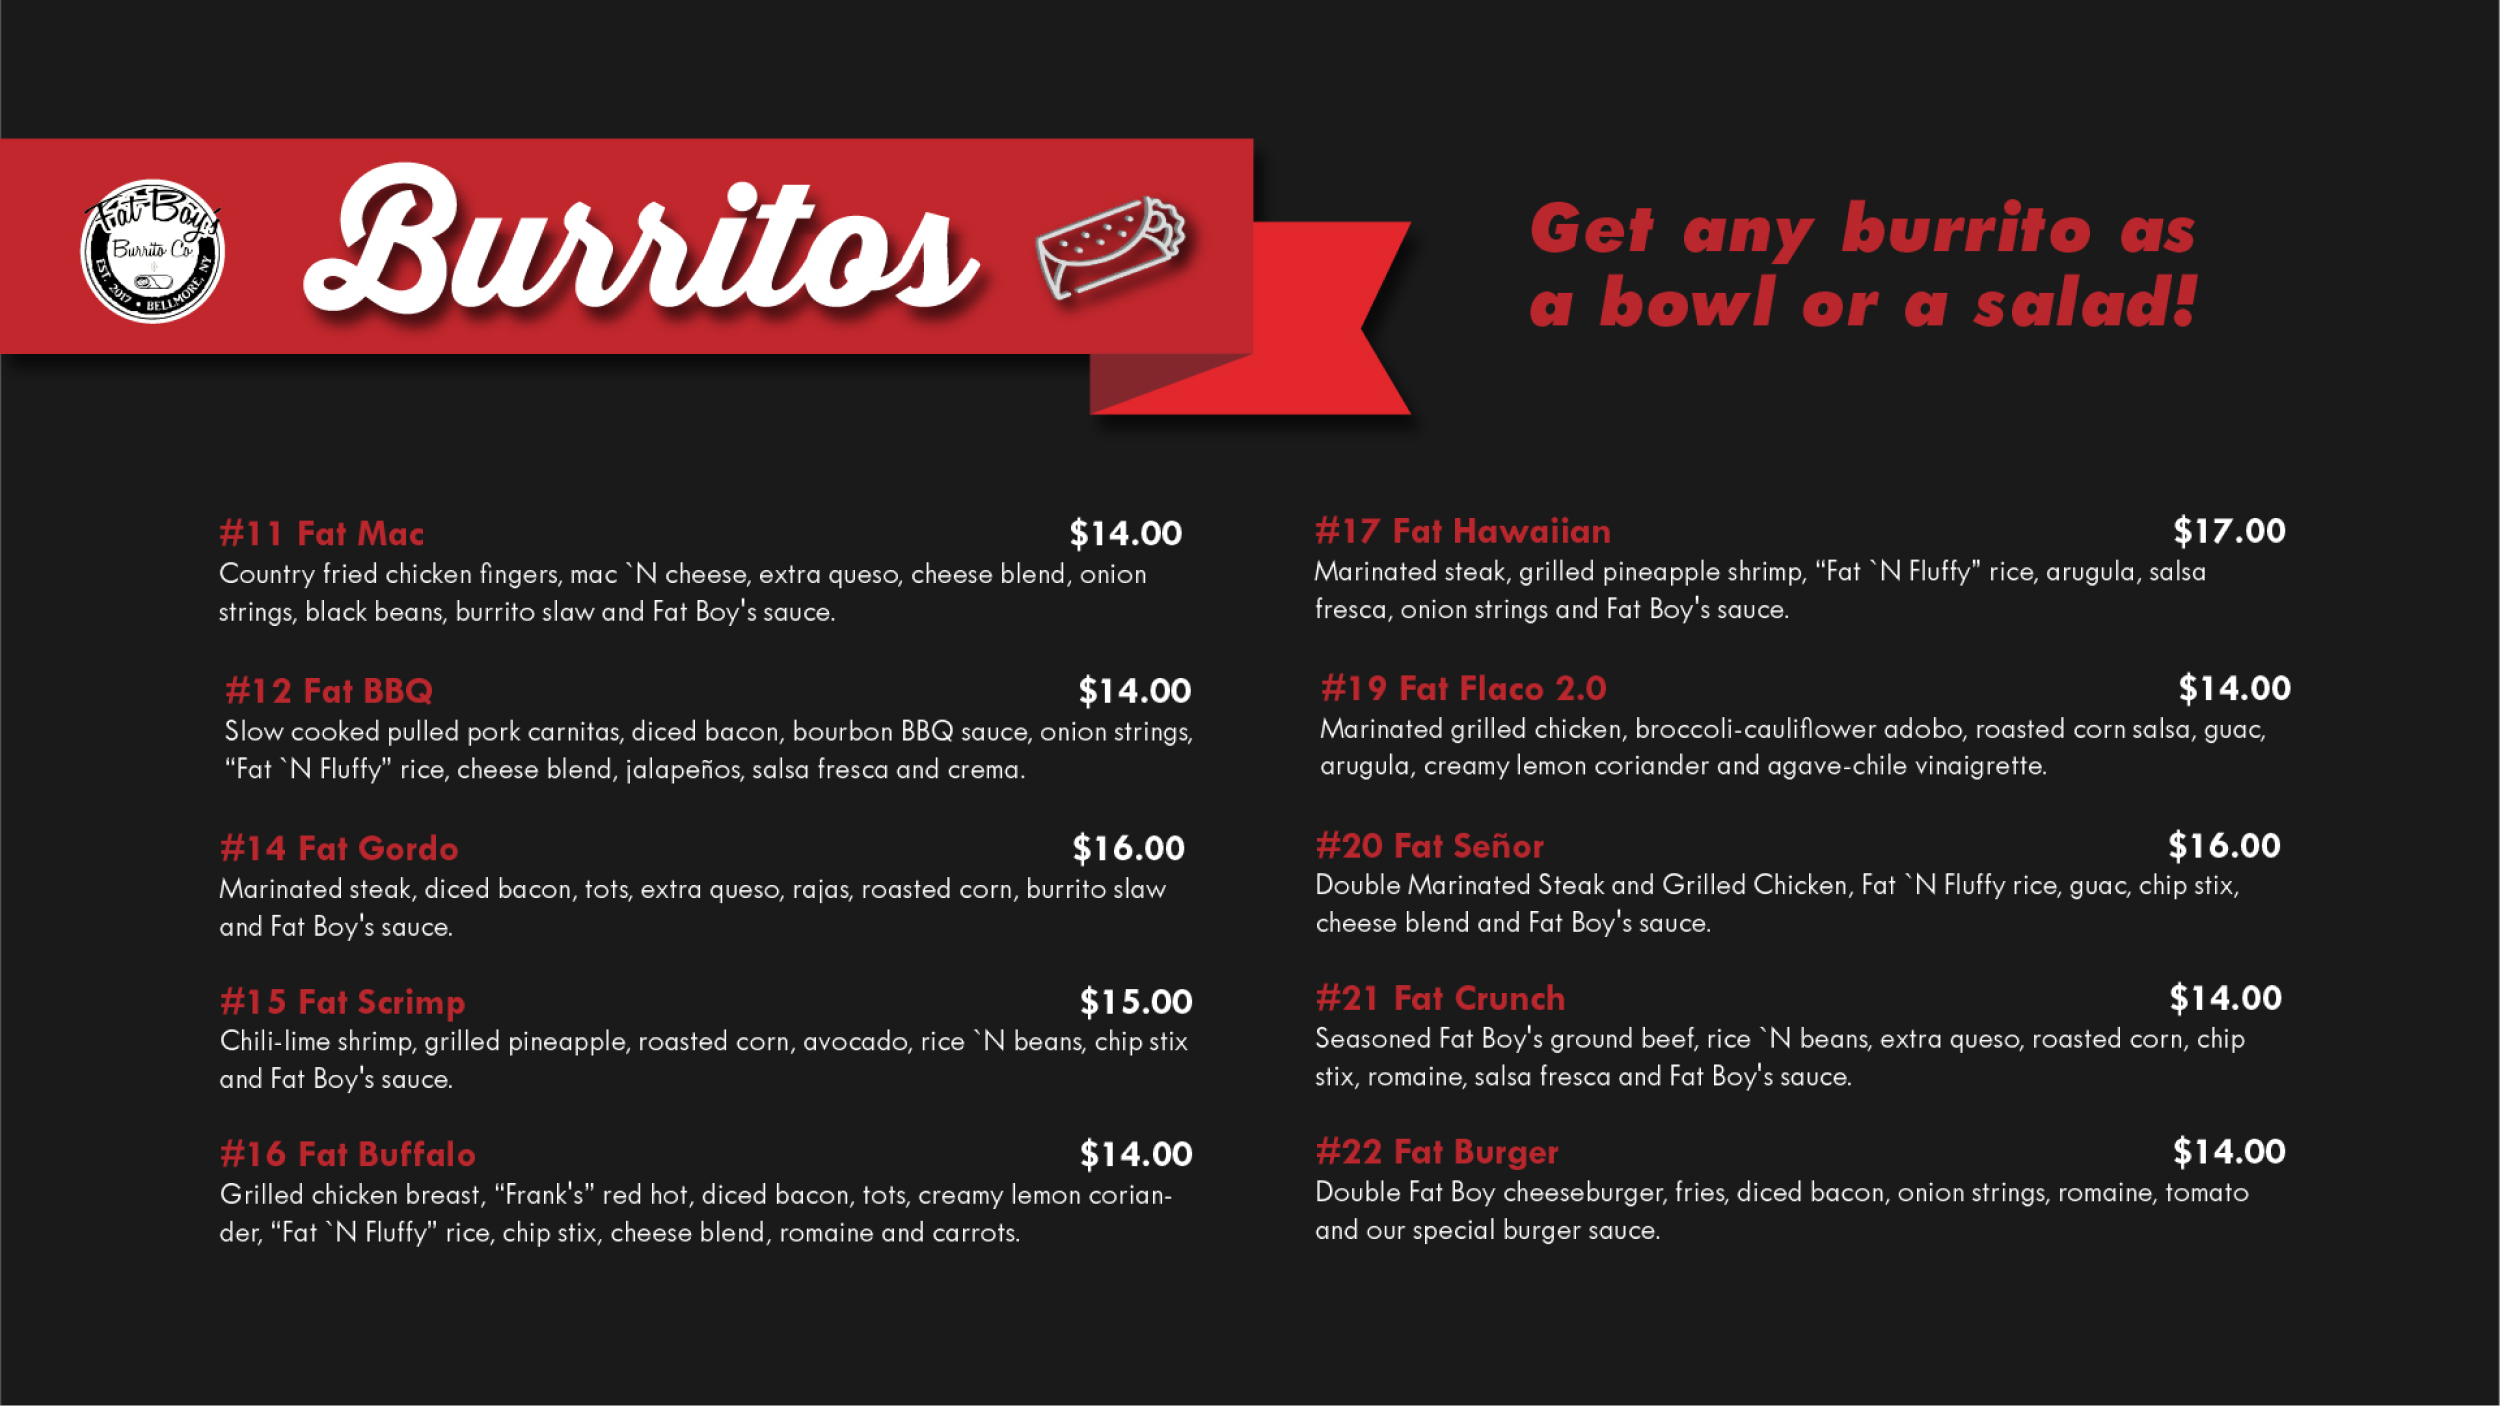 Fat Boy's
Burrito Co.
EST. 2017 • BELLMORE, NY
Burritos
Get any burrito as
a bowl or a salad!
#11 Fat Mac $14.00
Country fried chicken fingers, mac `N cheese, extra queso, cheese blend, onion
strings, black beans, burrito slaw and Fat Boy's sauce.
#12 Fat BBQ $14.00
Slow cooked pulled pork carnitas, diced bacon, bourbon BBQ sauce, onion strings,
“Fat `N Fluffy” rice, cheese blend, jalapeños, salsa fresca and crema.
#14 Fat Gordo $16.00
Marinated steak, diced bacon, tots, extra queso, rajas, roasted corn, burrito slaw
and Fat Boy's sauce.
#15 Fat Scrimp $15.00
Chili-lime shrimp, grilled pineapple, roasted corn, avocado, rice `N beans, chip stix
and Fat Boy's sauce.
#16 Fat Buffalo $14.00
Grilled chicken breast, “Frank's” red hot, diced bacon, tots, creamy lemon corian-
der, “Fat `N Fluffy” rice, chip stix, cheese blend, romaine and carrots.
#17 Fat Hawaiian $17.00
Marinated steak, grilled pineapple shrimp, “Fat `N Fluffy” rice, arugula, salsa
fresca, onion strings and Fat Boy's sauce.
#19 Fat Flaco 2.0 $14.00
Marinated grilled chicken, broccoli-cauliflower adobo, roasted corn salsa, guac,
arugula, creamy lemon coriander and agave-chile vinaigrette.
#20 Fat Señor $16.00
Double Marinated Steak and Grilled Chicken, Fat `N Fluffy rice, guac, chip stix,
cheese blend and Fat Boy's sauce.
#21 Fat Crunch $14.00
Seasoned Fat Boy's ground beef, rice `N beans, extra queso, roasted corn, chip
stix, romaine, salsa fresca and Fat Boy's sauce.
#22 Fat Burger $14.00
Double Fat Boy cheeseburger, fries, diced bacon, onion strings, romaine, tomato
and our special burger sauce.